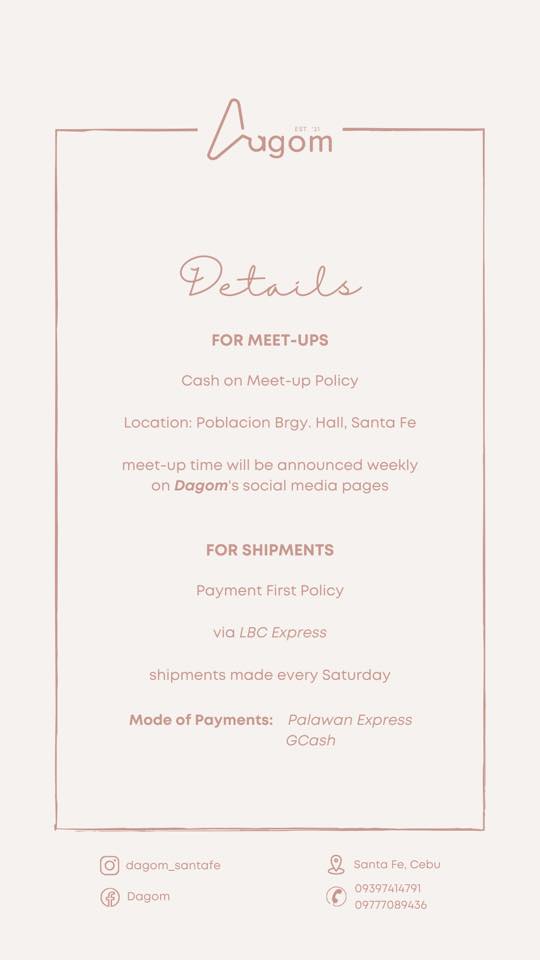 EST. '21
Dagom
Details
FOR MEET-UPS
Cash on Meet-up Policy
Location: Poblacion Brgy. Hall, Santa Fe
meet-up time will be announced weekly
on Dagom's social media pages
FOR SHIPMENTS
Payment First Policy
via LBC Express
shipments made every Saturday
Mode of Payments: Palawan Express
GCash
dagom_santafe
Santa Fe, Cebu
Dagom
09397414791
09777089436